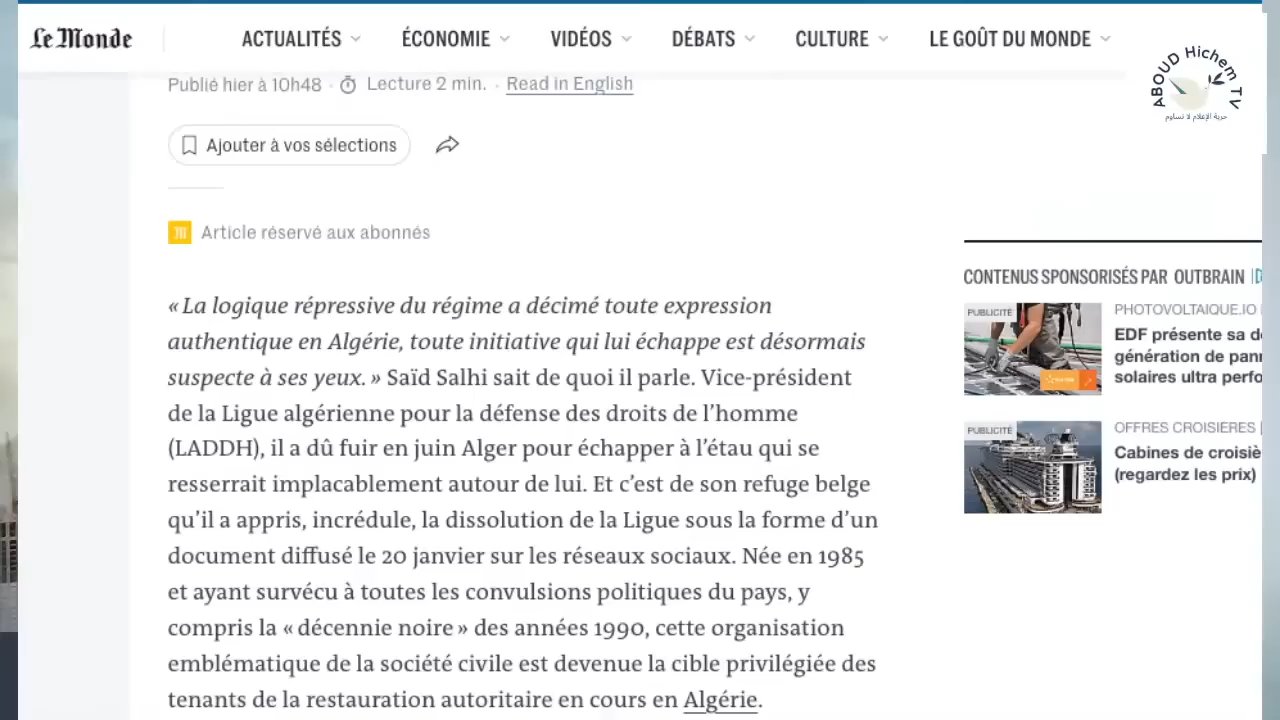 Le Monde
ACTUALITÉS
ÉCONOMIE
VIDÉOS
DÉBATS
CULTURE
LE GOÛT DU MONDE
ABOUD Hichem TV
حرية الإعلام لا تساوم
Publié hier à 10h48 · Lecture 2 min. · Read in English
Ajouter à vos sélections
Article réservé aux abonnés
« La logique répressive du régime a décimé toute expression
authentique en Algérie, toute initiative qui lui échappe est désormais
suspecte à ses yeux. » Saïd Salhi sait de quoi il parle. Vice-président
de la Ligue algérienne pour la défense des droits de l’homme
(LADDH), il a dû fuir en juin Alger pour échapper à l’étau qui se
resserrait implacablement autour de lui. Et c’est de son refuge belge
qu’il a appris, incrédule, la dissolution de la Ligue sous la forme d’un
document diffusé le 20 janvier sur les réseaux sociaux. Née en 1985
et ayant survécu à toutes les convulsions politiques du pays, y
compris la « décennie noire » des années 1990, cette organisation
emblématique de la société civile est devenue la cible privilégiée des
tenants de la restauration autoritaire en cours en Algérie.
CONTENUS SPONSORISÉS PAR OUTBRAIN
PUBLICITÉ
PHOTOVOLTAIQUE.IO
EDF présente sa d
génération de pan
solaires ultra perfo
PUBLICITÉ
OFFRES CROISIERES
Cabines de croisiè
(regardez les prix)